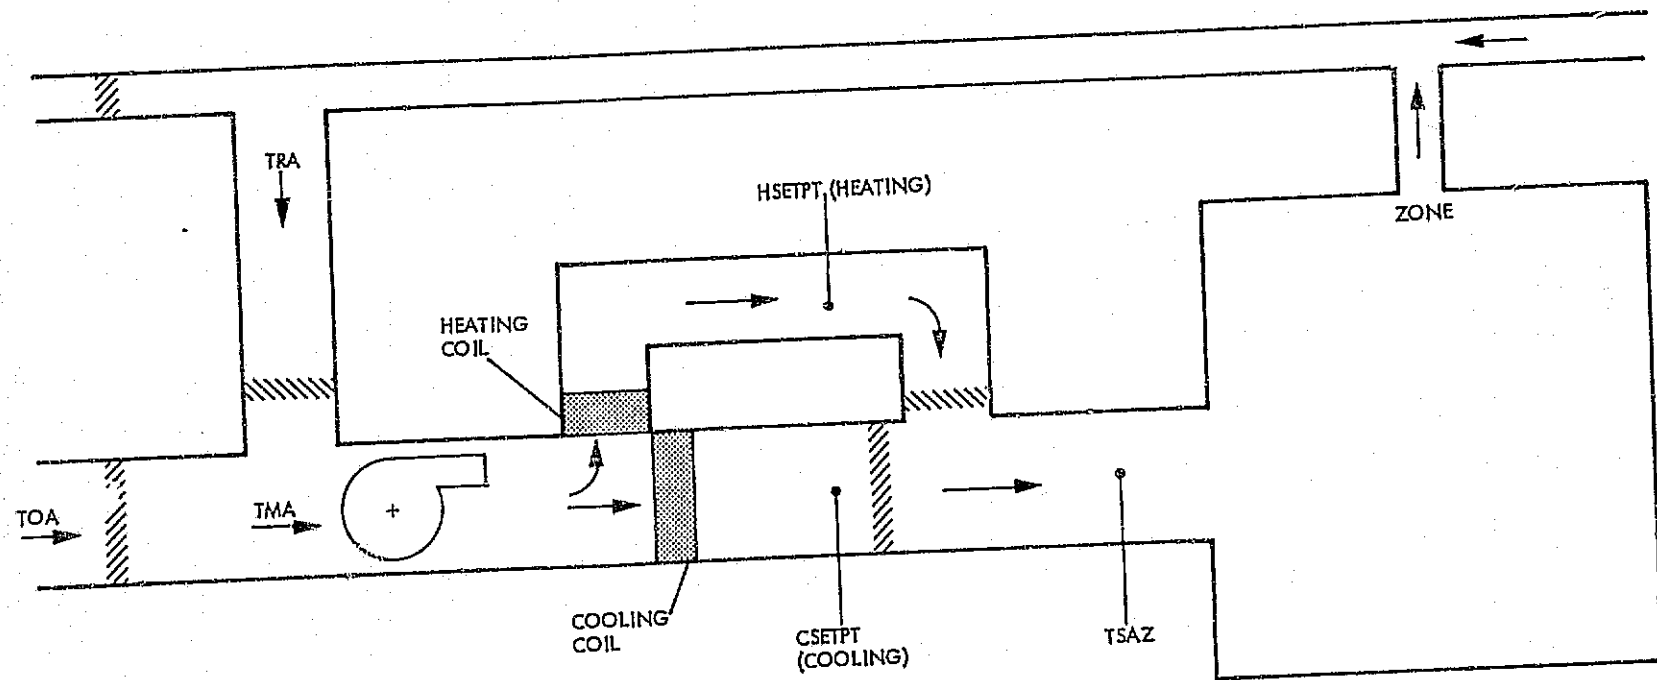 TRA
HSETPT (HEATING)
ZONE
HEATING
COIL
TOA
TMA
COOLING
COIL
CSETPT
(COOLING)
TSAZ